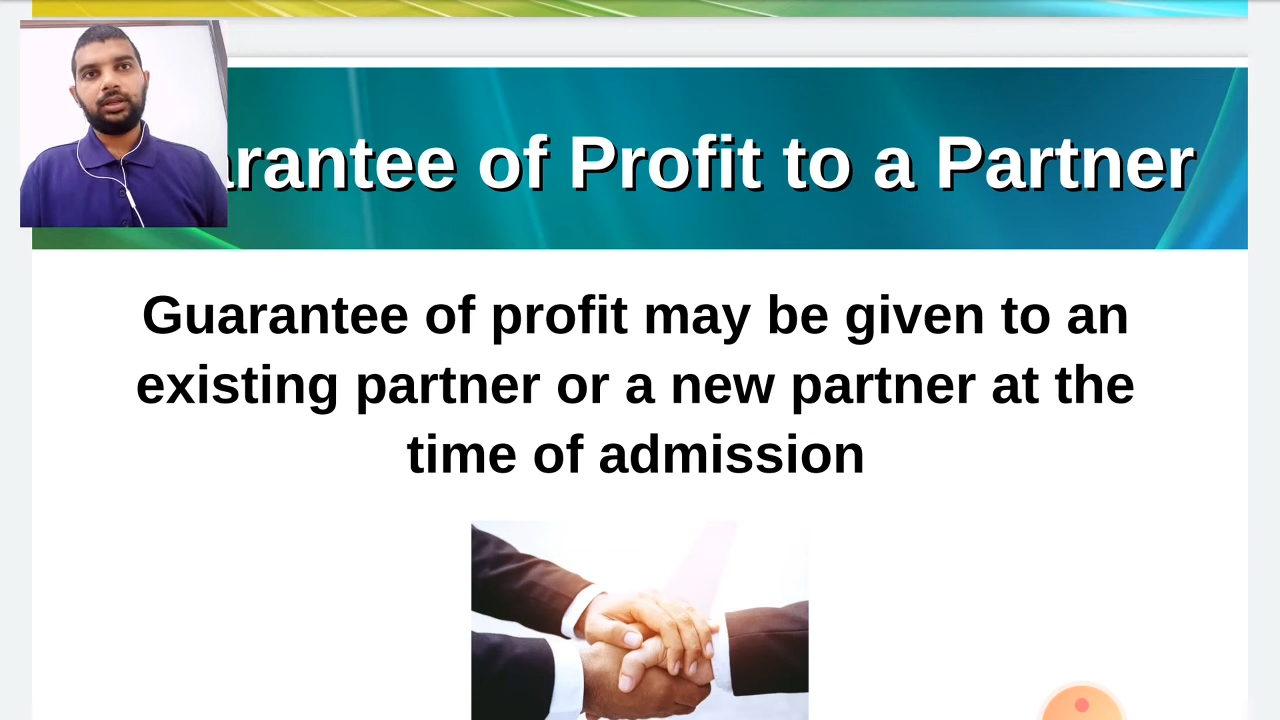 arantee of Profit to a Partner
Guarantee of profit may be given to an
existing partner or a new partner at the
time of admission